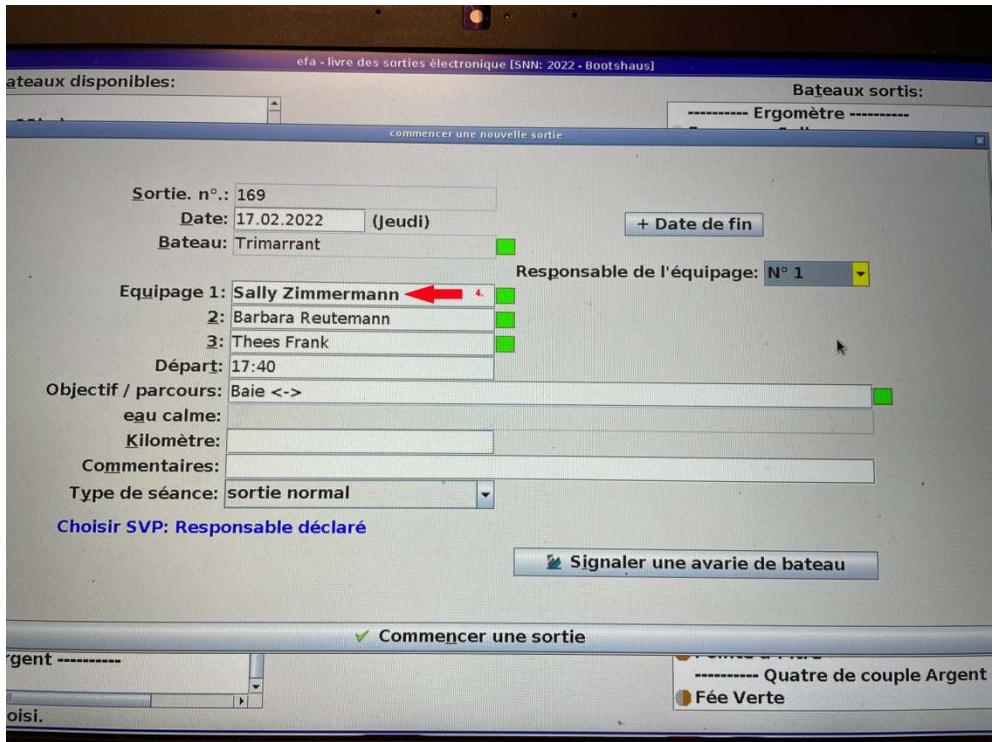 efa - livre des sorties électronique [SNN: 2022 - Bootshaus]
ateaux disponibles:
Bateaux sortis:
---------- Ergomètre ----------
commencer une nouvelle sortie
Sortie. n°.: 169
Date: 17.02.2022 (Jeudi)
+ Date de fin
Bateau: Trimarrant
Responsable de l'équipage: N° 1
Equipage 1: Sally Zimmermann 4.
2: Barbara Reutemann
3: Thees Frank
Départ: 17:40
Objectif / parcours: Baie <->
eau calme:
Kilomètre:
Commentaires:
Type de séance: sortie normal
Choisir SVP: Responsable déclaré
Signaler une avarie de bateau
Commencer une sortie
rgent ----------
---------- Quatre de couple Argent
Fée Verte
oisi.